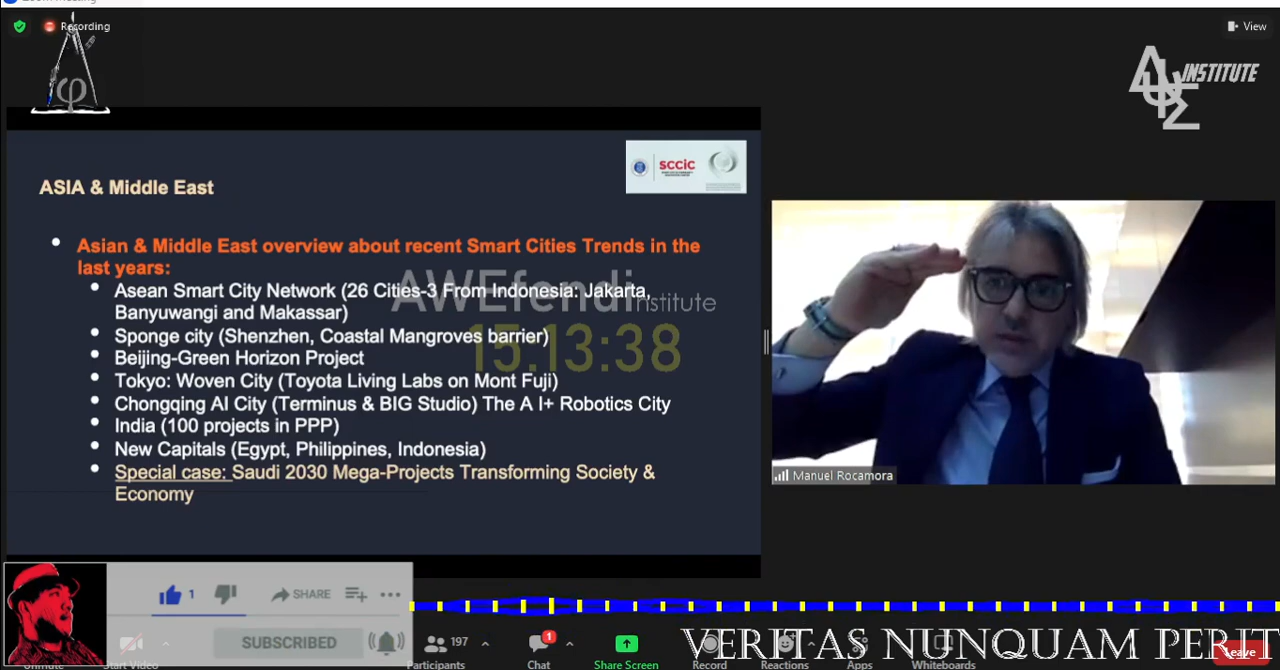 Zoom Meeting
Recording
View
INSTITUTE
SCCIC
ASIA & Middle East
Asian & Middle East overview about recent Smart Cities Trends in the
last years:
Asean Smart City Network (26 Cities-3 From Indonesia: Jakarta,
Banyuwangi and Makassar)
AWEfendi institute
Sponge city (Shenzhen, Coastal Mangroves barrier)
15.13:38
Beijing-Green Horizon Project
Tokyo: Woven City (Toyota Living Labs on Mont Fuji)
Chongqing AI City (Terminus & BIG Studio) The A I+ Robotics City
India (100 projects in PPP)
New Capitals (Egypt, Philippines, Indonesia)
Special case: Saudi 2030 Mega-Projects Transforming Society &
Economy
Manuel Rocamora
1
SHARE
SUBSCRIBED
197
1
VERITAS NUNQUAM PERIT
Unmute
Start Video
Participants
Chat
Share Screen
Record
Reactions
Apps
Whiteboards
Leave